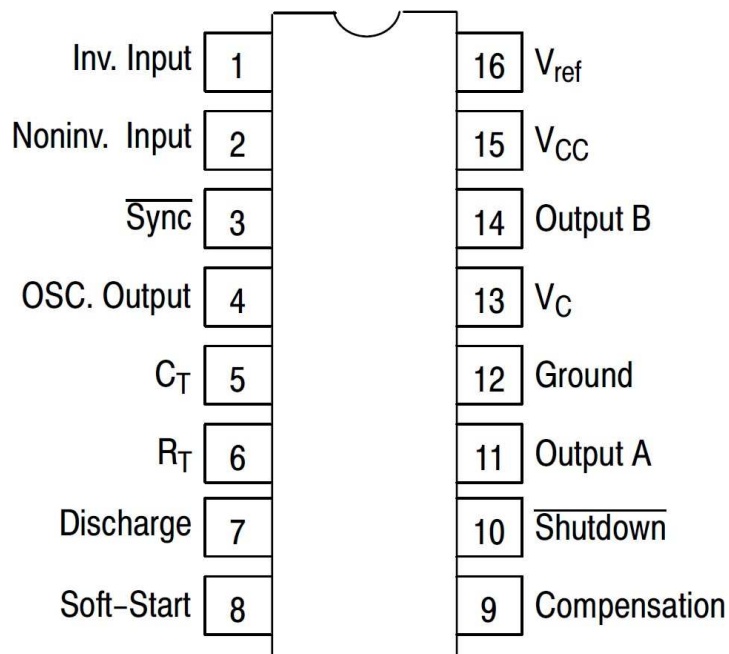 Inv. Input 1 16 Vref
Noninv. Input 2 15 VCC
Sync 3 14 Output B
OSC. Output 4 13 VC
CT 5 12 Ground
RT 6 11 Output A
Discharge 7 10 Shutdown
Soft-Start 8 9 Compensation